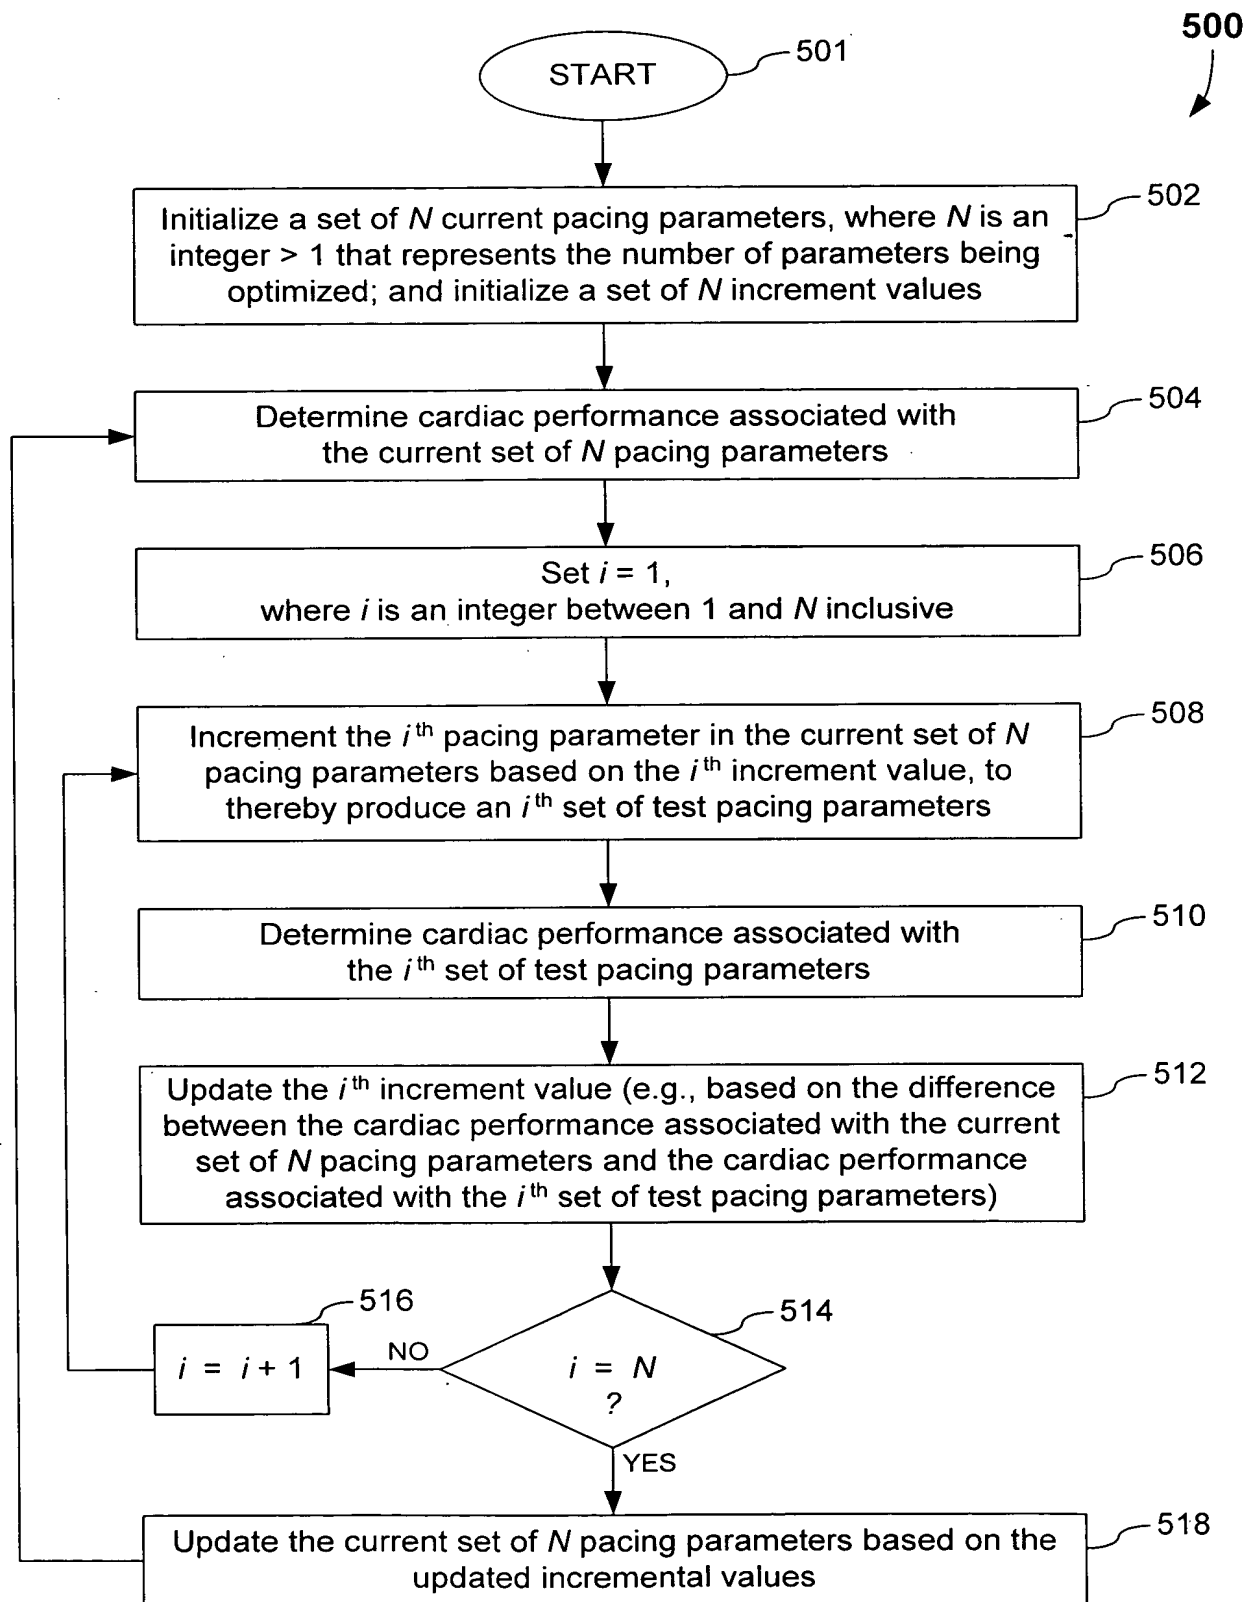 500
START
501
Initialize a set of N current pacing parameters, where N is an
integer > 1 that represents the number of parameters being
optimized; and initialize a set of N increment values
502
Determine cardiac performance associated with
the current set of N pacing parameters
504
Set i = 1,
where i is an integer between 1 and N inclusive
506
Increment the i th pacing parameter in the current set of N
pacing parameters based on the i th increment value, to
thereby produce an i th set of test pacing parameters
508
Determine cardiac performance associated with
the i th set of test pacing parameters
510
Update the i th increment value (e.g., based on the difference
between the cardiac performance associated with the current
set of N pacing parameters and the cardiac performance
associated with the i th set of test pacing parameters)
512
i = N
?
514
NO
i = i + 1
516
YES
Update the current set of N pacing parameters based on the
updated incremental values
518